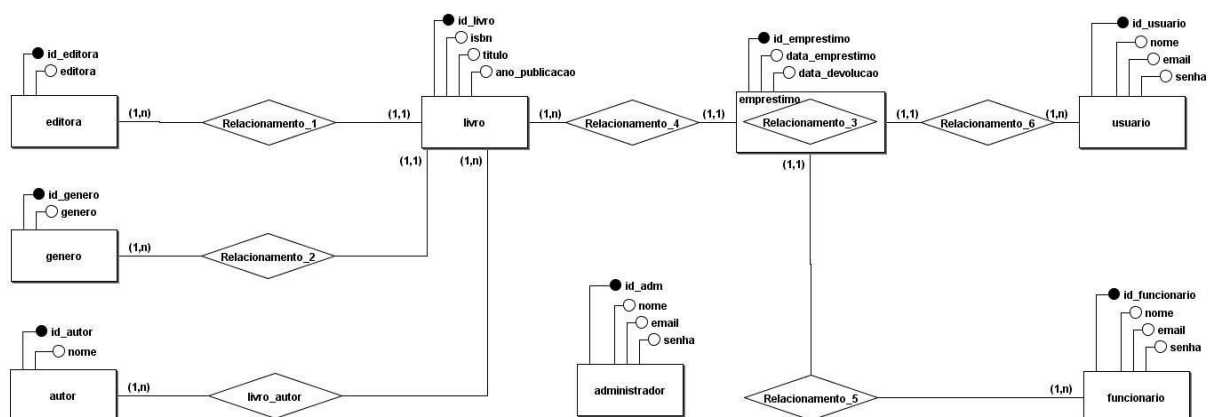 id_editora
editora
editora
(1,n)
Relacionamento_1
(1,1)
id_livro
isbn
titulo
ano_publicacao
livro
(1,n)
Relacionamento_4
(1,1)
id_emprestimo
data_emprestimo
data_devolucao
emprestimo
Relacionamento_3
(1,1)
Relacionamento_6
(1,n)
id_usuario
nome
email
senha
usuario
(1,1)
(1,n)
(1,1)
id_genero
genero
genero
(1,n)
Relacionamento_2
id_autor
nome
autor
(1,n)
livro_autor
id_adm
nome
email
senha
administrador
Relacionamento_5
(1,n)
id_funcionario
nome
email
senha
funcionario